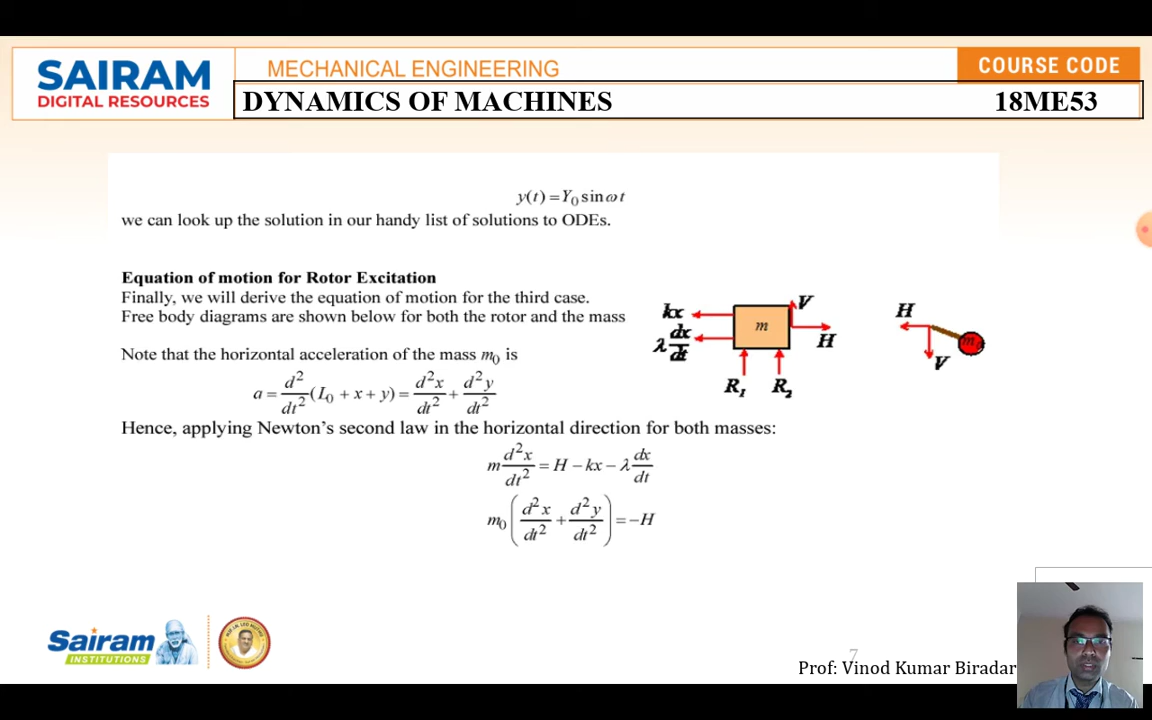 SAIRAM
DIGITAL RESOURCES
MECHANICAL ENGINEERING
COURSE CODE
DYNAMICS OF MACHINES
18ME53
y(t) = Y₀ sin ω t
we can look up the solution in our handy list of solutions to ODEs.
Equation of motion for Rotor Excitation
Finally, we will derive the equation of motion for the third case.
Free body diagrams are shown below for both the rotor and the mass
kx
λ dx/dt
m
V
H
R₁ R₂
H
V
m
Note that the horizontal acceleration of the mass m₀ is
a = d²/dt² (L₀ + x + y) = d²x/dt² + d²y/dt²
Hence, applying Newton's second law in the horizontal direction for both masses:
m d²x/dt² = H − kx − λ dx/dt
m₀ (d²x/dt² + d²y/dt²) = −H
Sairam
INSTITUTIONS
7
Prof: Vinod Kumar Biradar